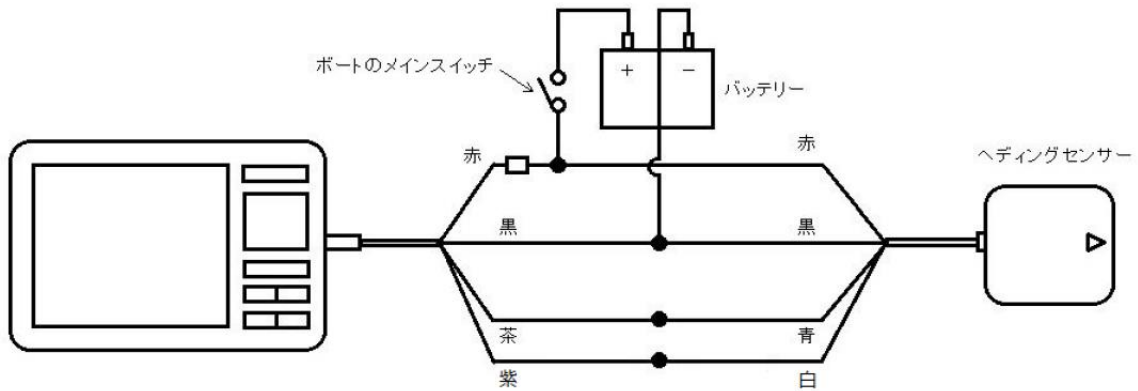 ボートのメインスイッチ
+ −
バッテリー
赤 赤
ヘディングセンサー
黒 黒
茶 青
紫 白